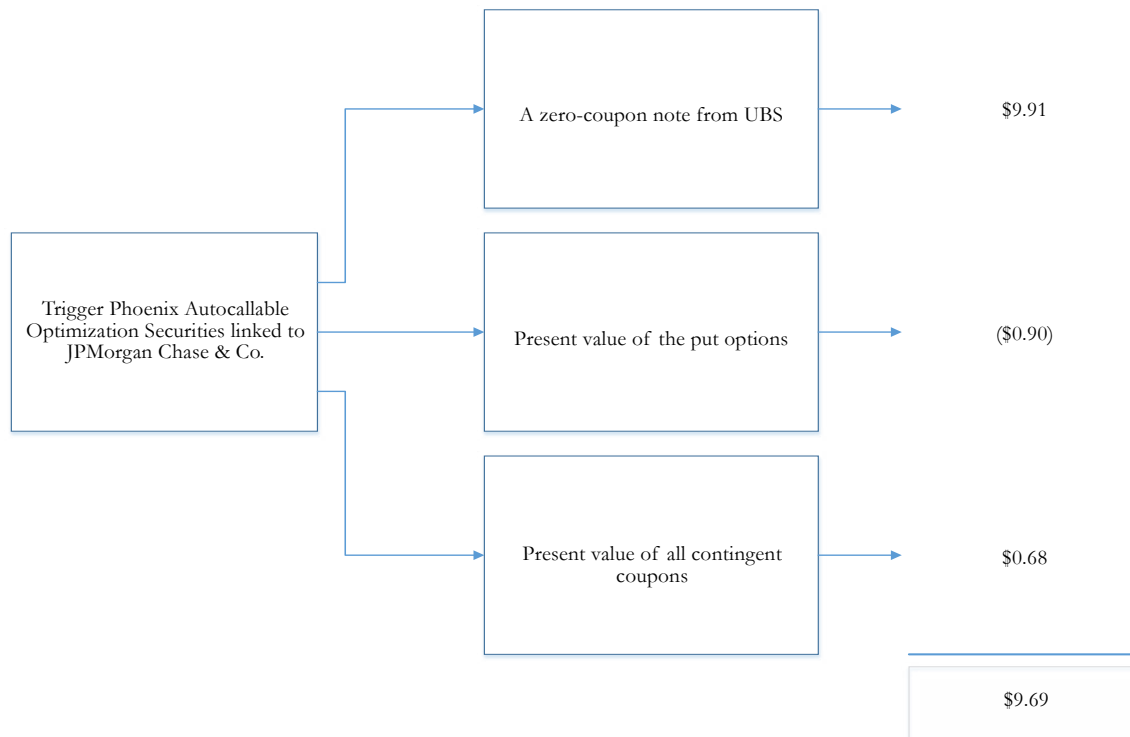 A zero-coupon note from UBS
$9.91
Trigger Phoenix Autocallable
Optimization Securities linked to
JPMorgan Chase & Co.
Present value of the put options
($0.90)
Present value of all contingent
coupons
$0.68
$9.69